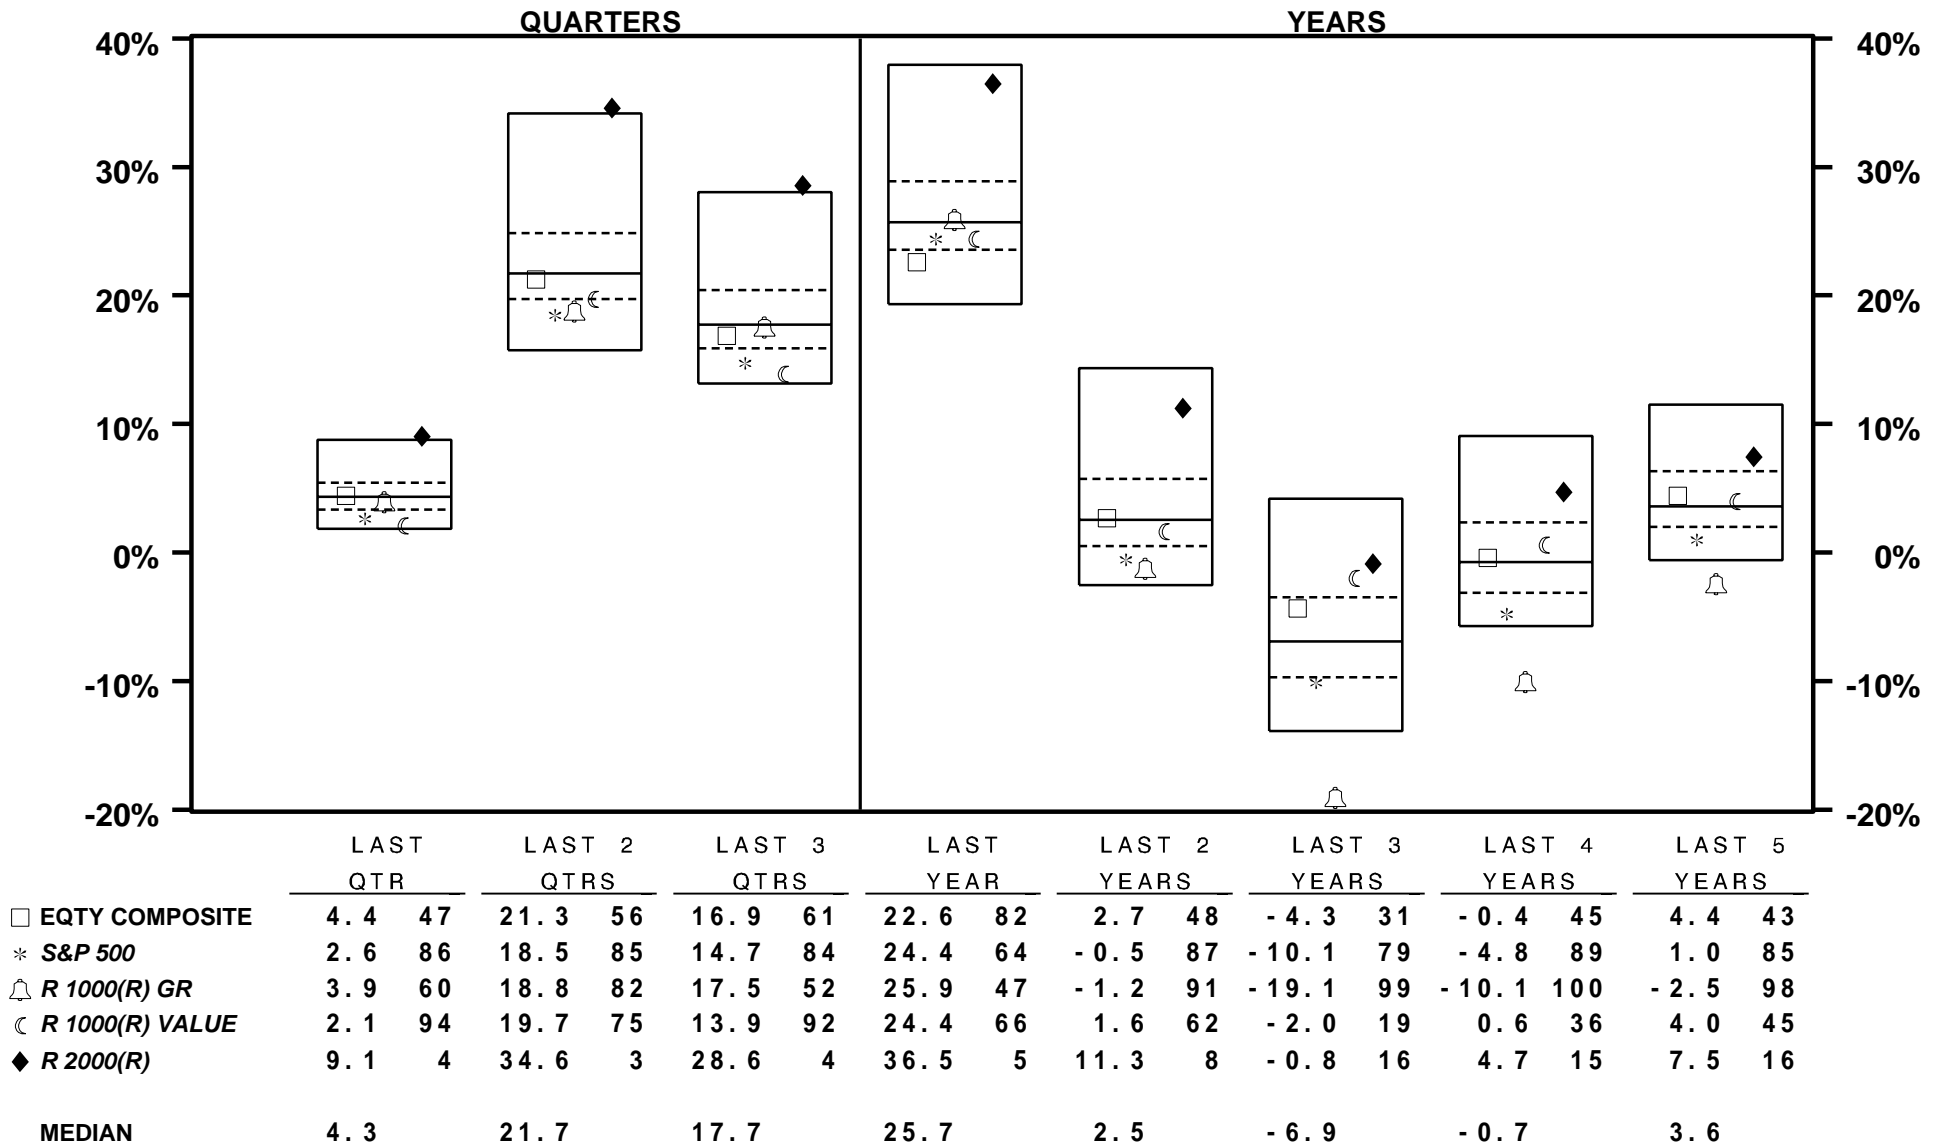 QUARTERS YEARS
40% 40%
30% 30%
20% 20%
10% 10%
0% 0%
-10% -10%
-20% -20%
LAST LAST 2 LAST 3 LAST LAST 2 LAST 3 LAST 4 LAST 5
QTR QTRS QTRS YEAR YEARS YEARS YEARS YEARS
EQTY COMPOSITE 4.4 47 21.3 56 16.9 61 22.6 82 2.7 48 -4.3 31 -0.4 45 4.4 43
S&P 500 2.6 86 18.5 85 14.7 84 24.4 64 -0.5 87 -10.1 79 -4.8 89 1.0 85
R 1000(R) GR 3.9 60 18.8 82 17.5 52 25.9 47 -1.2 91 -19.1 99 -10.1 100 -2.5 98
R 1000(R) VALUE 2.1 94 19.7 75 13.9 92 24.4 66 1.6 62 -2.0 19 0.6 36 4.0 45
R 2000(R) 9.1 4 34.6 3 28.6 4 36.5 5 11.3 8 -0.8 16 4.7 15 7.5 16
MEDIAN 4.3 21.7 17.7 25.7 2.5 -6.9 -0.7 3.6